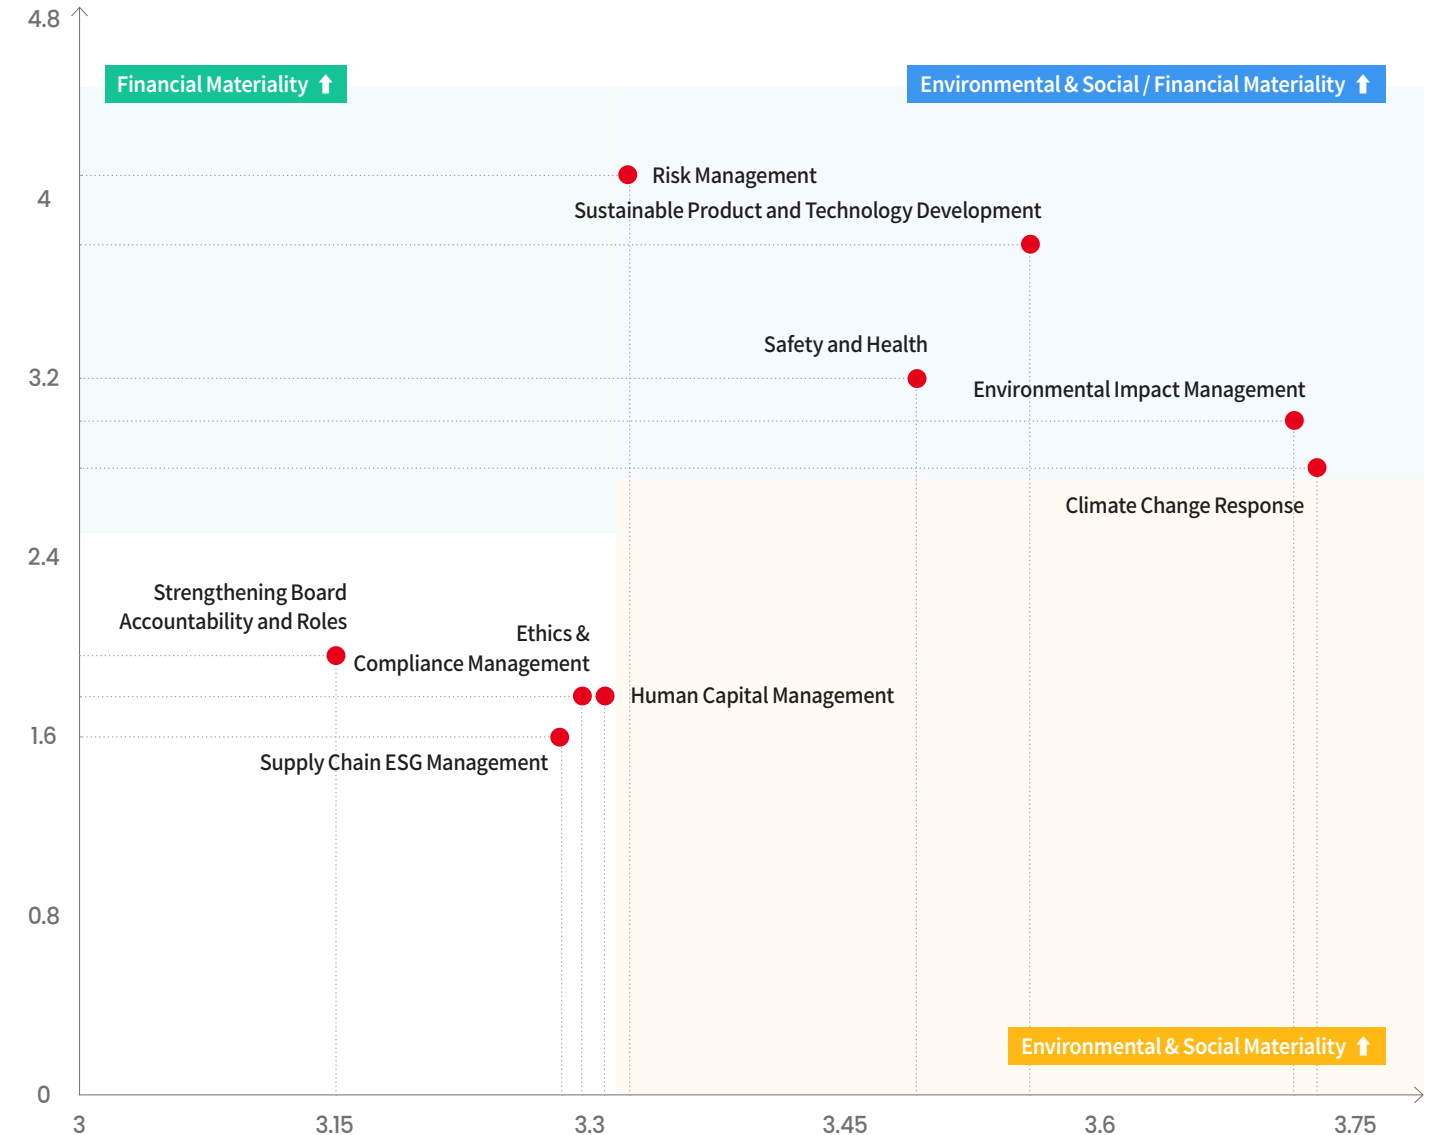 4.8
Financial Materiality
Environmental & Social / Financial Materiality
Risk Management
4
Sustainable Product and Technology Development
Safety and Health
3.2
Environmental Impact Management
Climate Change Response
2.4
Strengthening Board
Accountability and Roles
Ethics &
Compliance Management
Human Capital Management
1.6
Supply Chain ESG Management
0.8
Environmental & Social Materiality
0
3
3.15
3.3
3.45
3.6
3.75